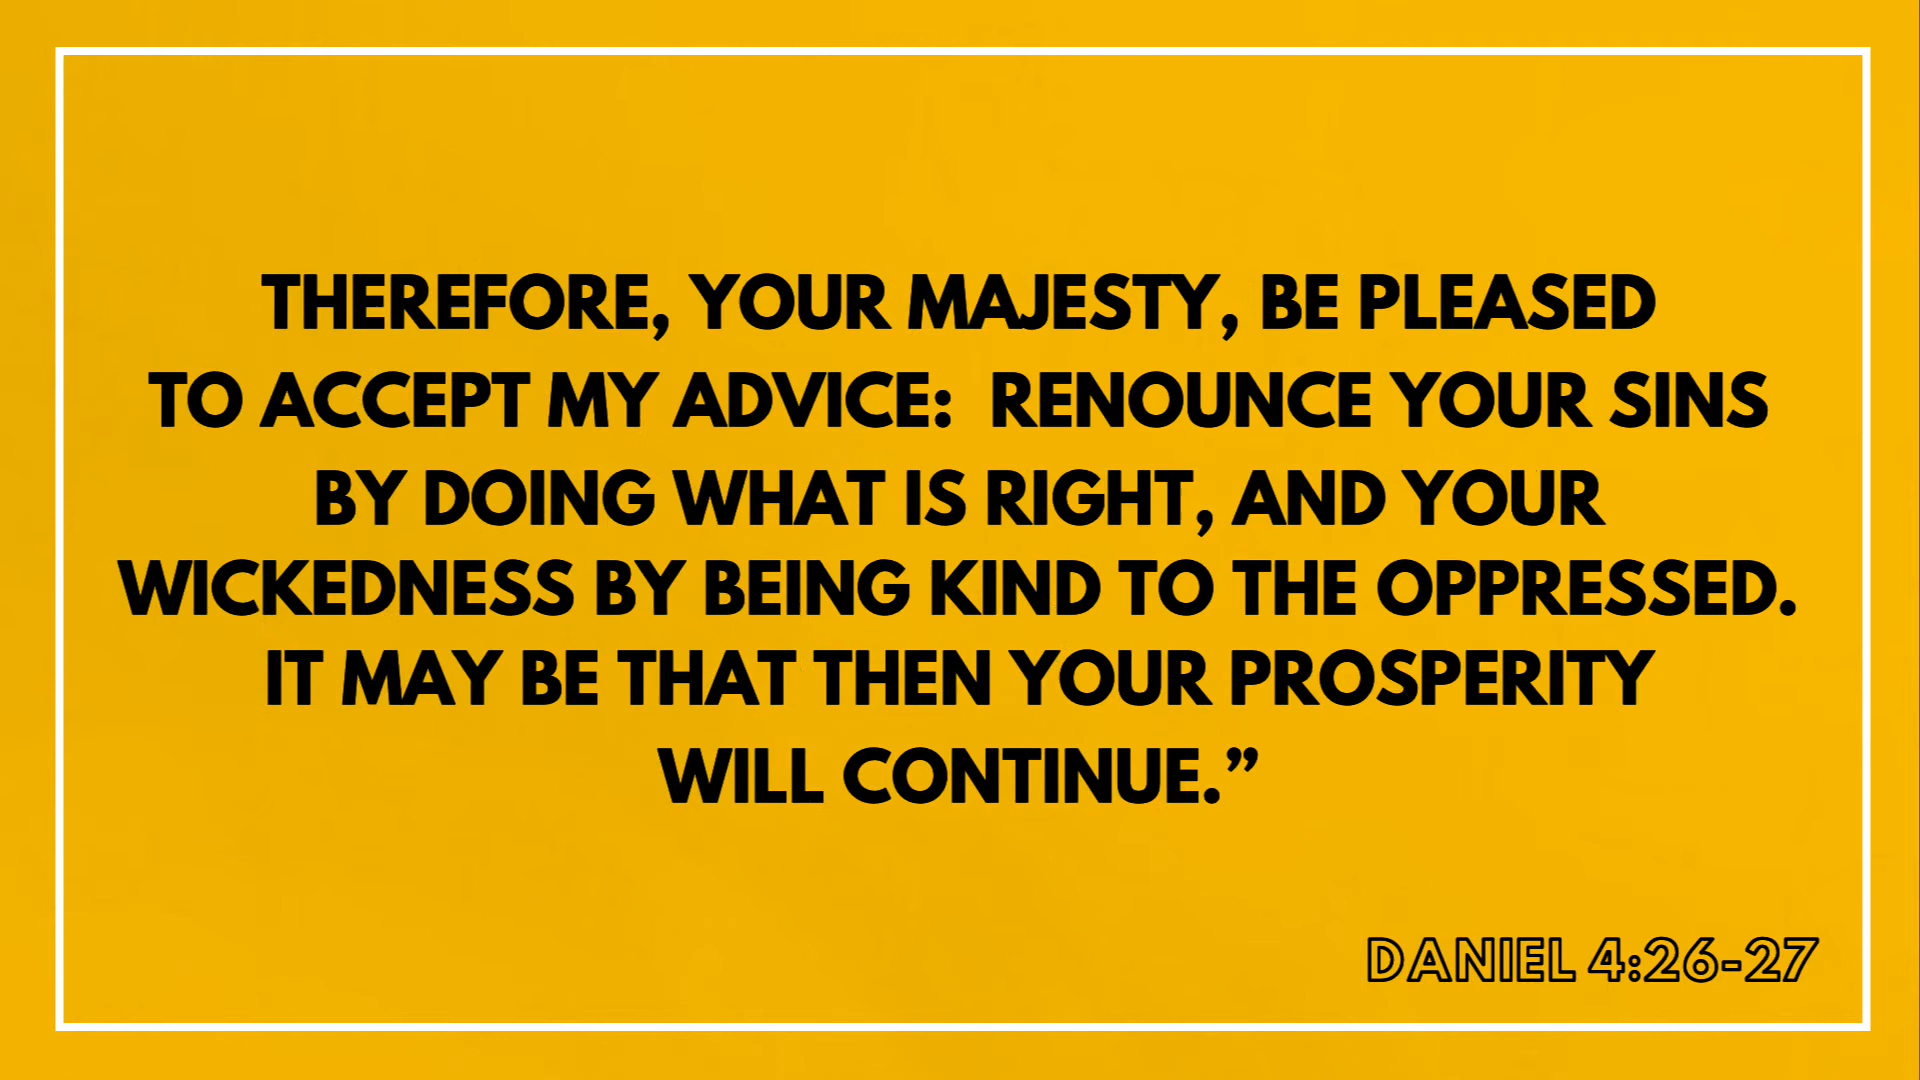 THEREFORE, YOUR MAJESTY, BE PLEASED
TO ACCEPT MY ADVICE:  RENOUNCE YOUR SINS
BY DOING WHAT IS RIGHT, AND YOUR
WICKEDNESS BY BEING KIND TO THE OPPRESSED.
IT MAY BE THAT THEN YOUR PROSPERITY
WILL CONTINUE.”
DANIEL 4:26-27